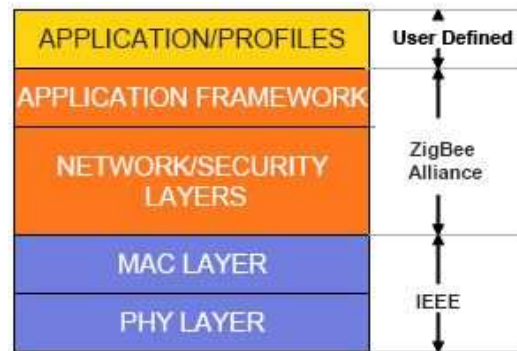 APPLICATION/PROFILES
User Defined
APPLICATION FRAMEWORK
NETWORK/SECURITY
LAYERS
ZigBee
Alliance
MAC LAYER
IEEE
PHY LAYER